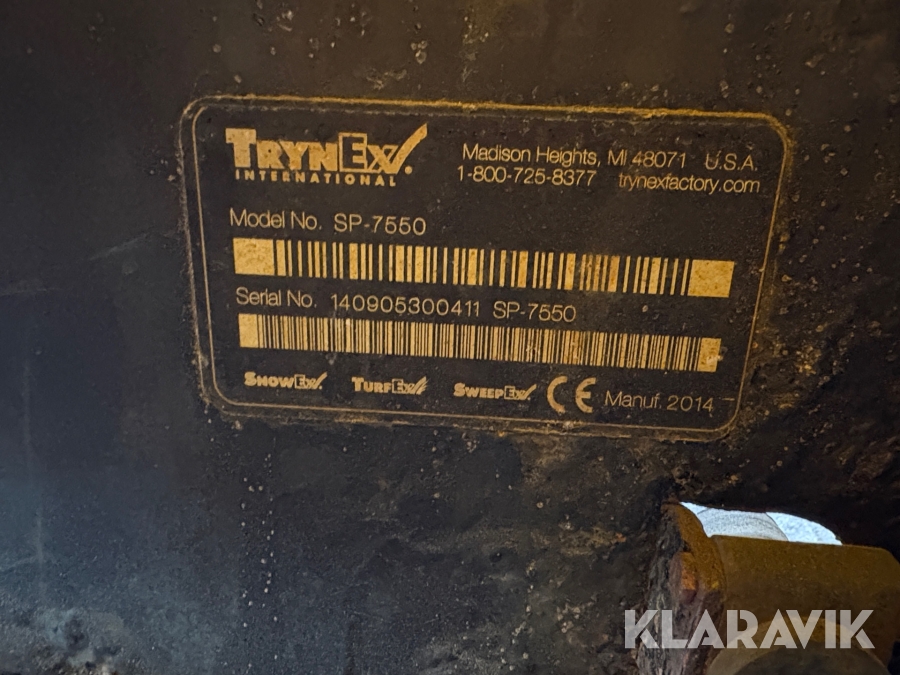 TRYNEX
INTERNATIONAL®
Madison Heights, MI 48071 U.S.A.
1-800-725-8377 trynexfactory.com
Model No. SP-7550
Serial No. 140905300411 SP-7550
SNOWEX TURFEX SWEEPEX CE Manuf. 2014
KLARAVIK